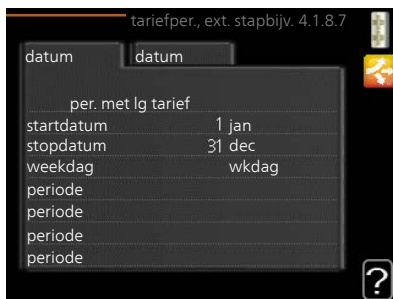 tariefper., ext. stapbijv. 4.1.8.7
datum datum
per. met lg tarief
startdatum 1 jan
stopdatum 31 dec
weekdag wkdag
periode
periode
periode
periode
?